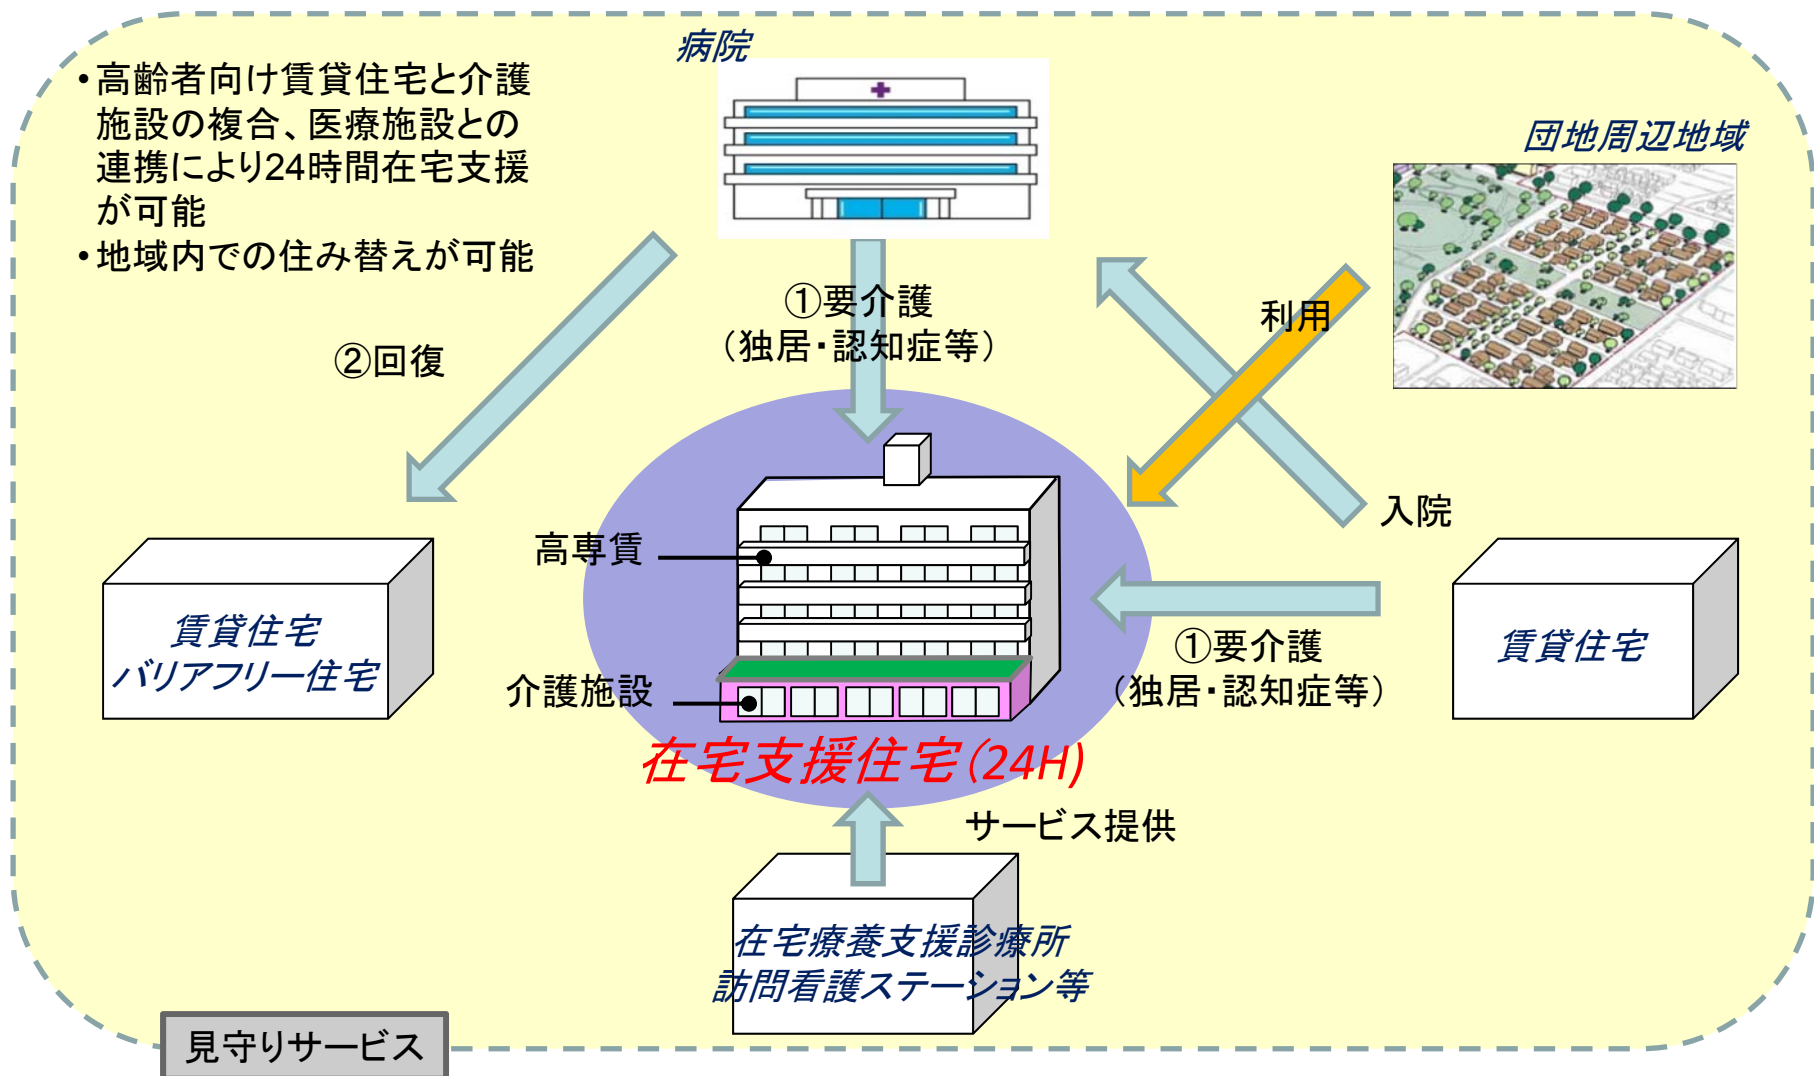 ・高齢者向け賃貸住宅と介護
施設の複合、医療施設との
連携により24時間在宅支援
が可能
・地域内での住み替えが可能
病院
団地周辺地域
①要介護
（独居・認知症等）
利用
②回復
入院
高専賃
賃貸住宅
バリアフリー住宅
①要介護
（独居・認知症等）
賃貸住宅
介護施設
在宅支援住宅（24H)
サービス提供
在宅療養支援診療所
訪問看護ステーション等
見守りサービス